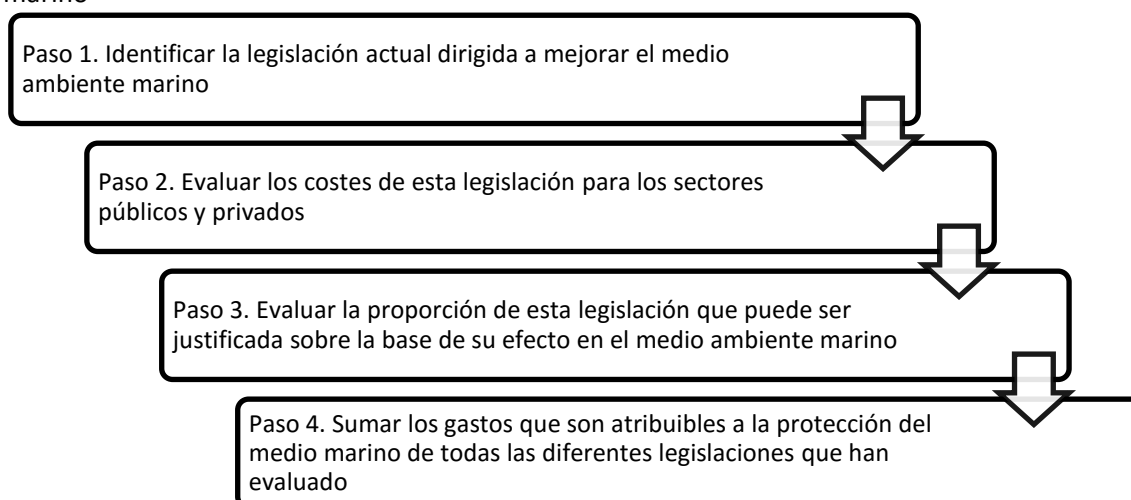 marino
Paso 1. Identificar la legislación actual dirigida a mejorar el medio
ambiente marino
Paso 2. Evaluar los costes de esta legislación para los sectores
públicos y privados
Paso 3. Evaluar la proporción de esta legislación que puede ser
justificada sobre la base de su efecto en el medio ambiente marino
Paso 4. Sumar los gastos que son atribuibles a la protección del
medio marino de todas las diferentes legislaciones que han
evaluado